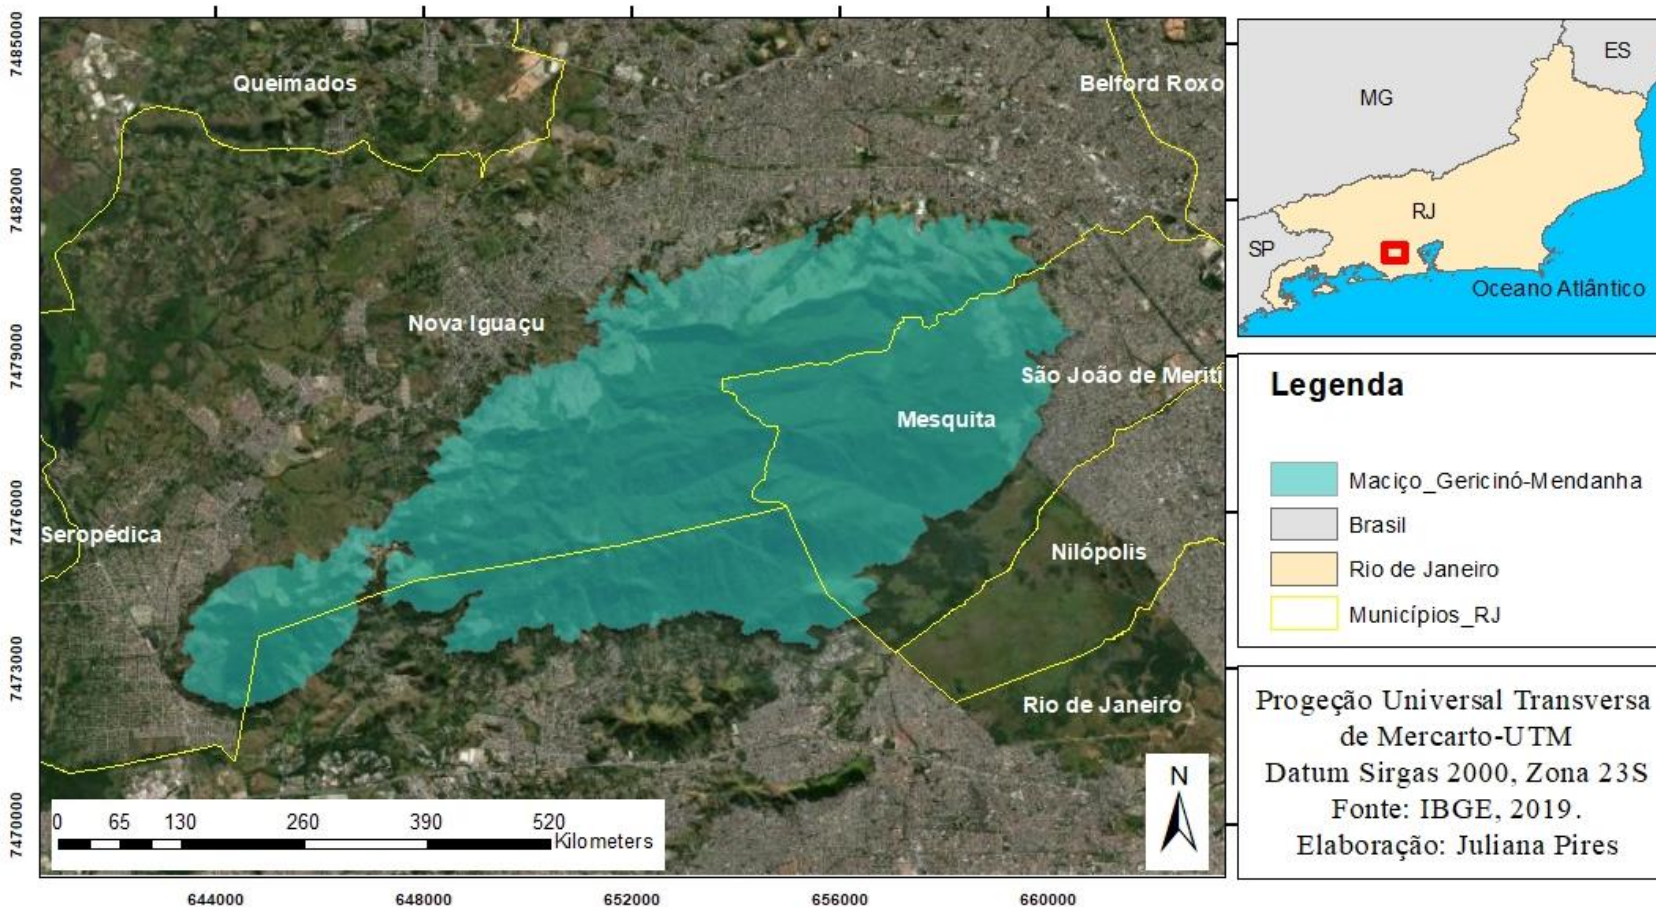 7485000
7482000
7479000
7476000
7473000
7470000
Queimados
Belford Roxo
Nova Iguaçu
São João de Meriti
Mesquita
Seropédica
Nilópolis
Rio de Janeiro
0 65 130 260 390 520
Kilometers
N
644000 648000 652000 656000 660000
ES
MG
RJ
SP
Oceano Atlântico
Legenda
Maciço_Gericinó-Mendanha
Brasil
Rio de Janeiro
Municípios_RJ
Progeção Universal Transversa
de Mercarto-UTM
Datum Sirgas 2000, Zona 23S
Fonte: IBGE, 2019.
Elaboração: Juliana Pires